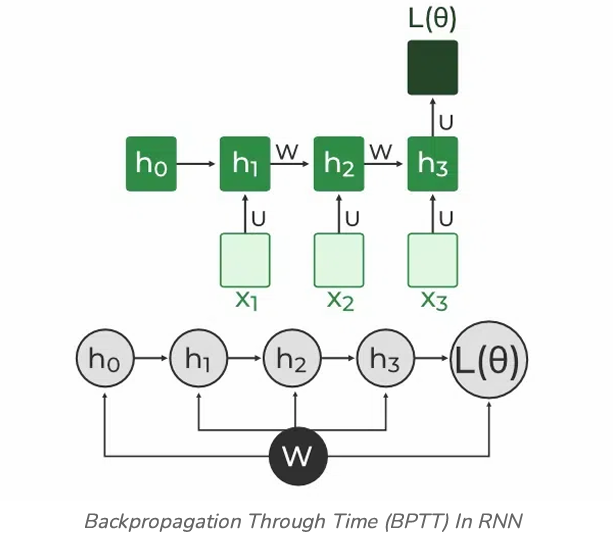 L(θ)
U
h₀ h₁ W h₂ W h₃
U U U
x₁ x₂ x₃
h₀ h₁ h₂ h₃ L(θ)
W
Backpropagation Through Time (BPTT) In RNN